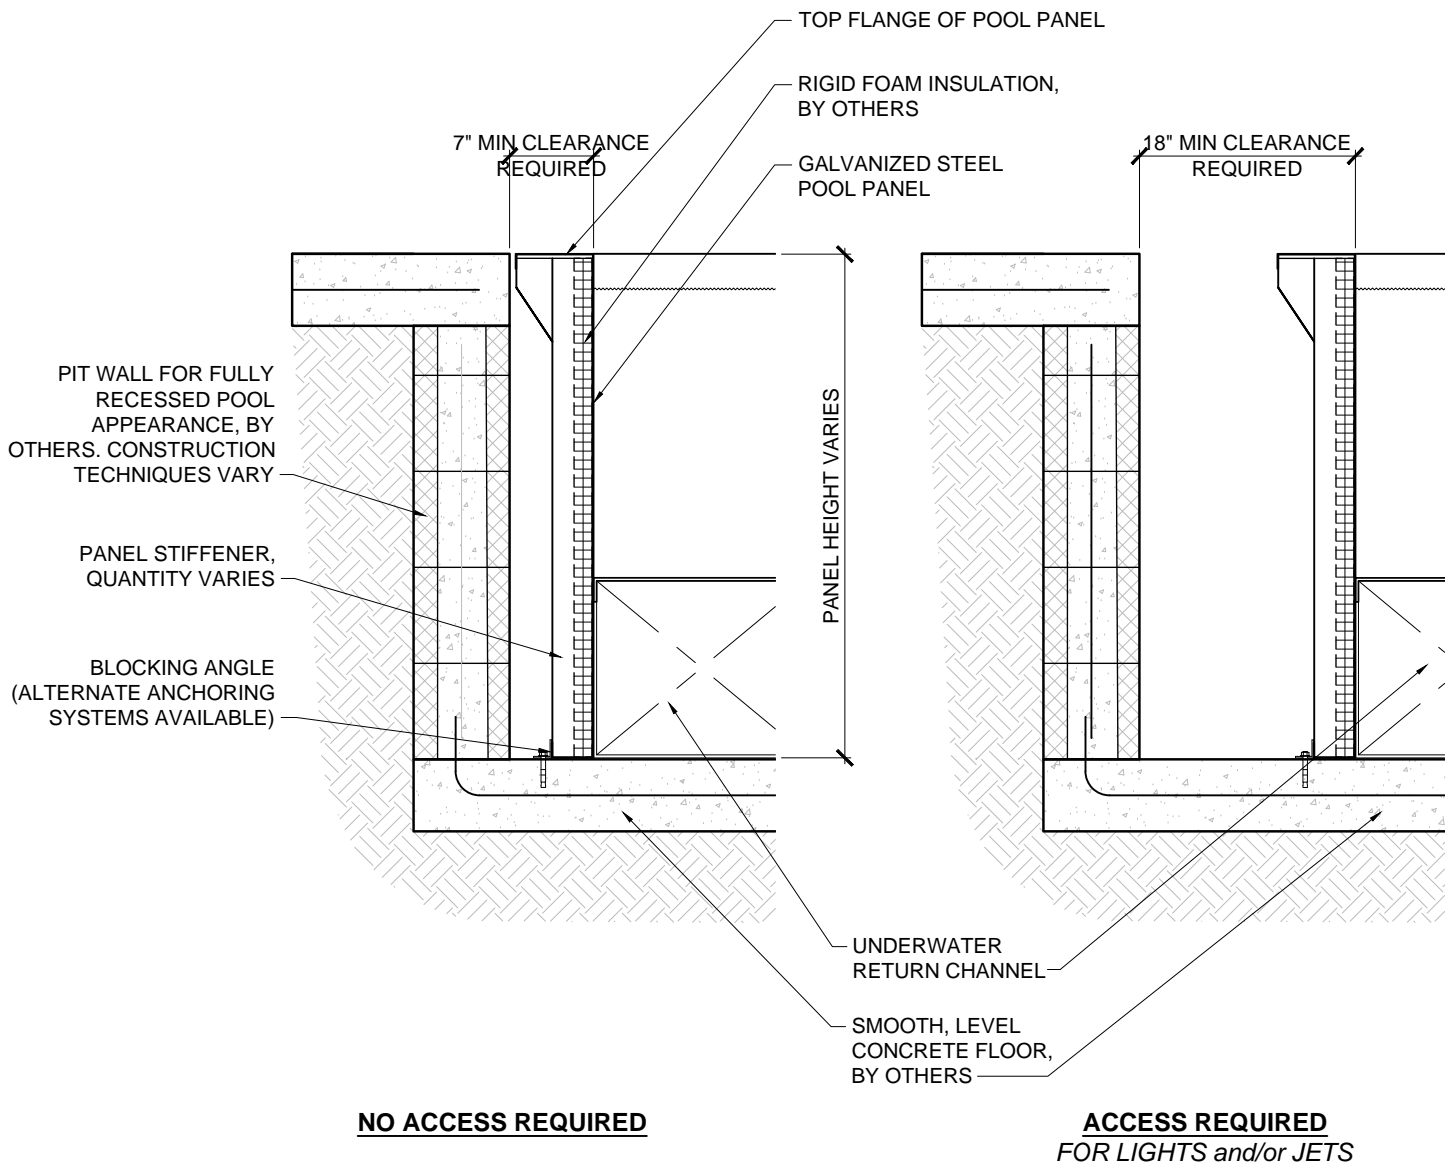 TOP FLANGE OF POOL PANEL
RIGID FOAM INSULATION,
BY OTHERS
7" MIN CLEARANCE
REQUIRED
GALVANIZED STEEL
POOL PANEL
18" MIN CLEARANCE
REQUIRED
PIT WALL FOR FULLY
RECESSED POOL
APPEARANCE, BY
OTHERS. CONSTRUCTION
TECHNIQUES VARY
PANEL HEIGHT VARIES
PANEL STIFFENER,
QUANTITY VARIES
BLOCKING ANGLE
(ALTERNATE ANCHORING
SYSTEMS AVAILABLE)
UNDERWATER
RETURN CHANNEL
SMOOTH, LEVEL
CONCRETE FLOOR,
BY OTHERS
NO ACCESS REQUIRED
ACCESS REQUIRED
FOR LIGHTS and/or JETS